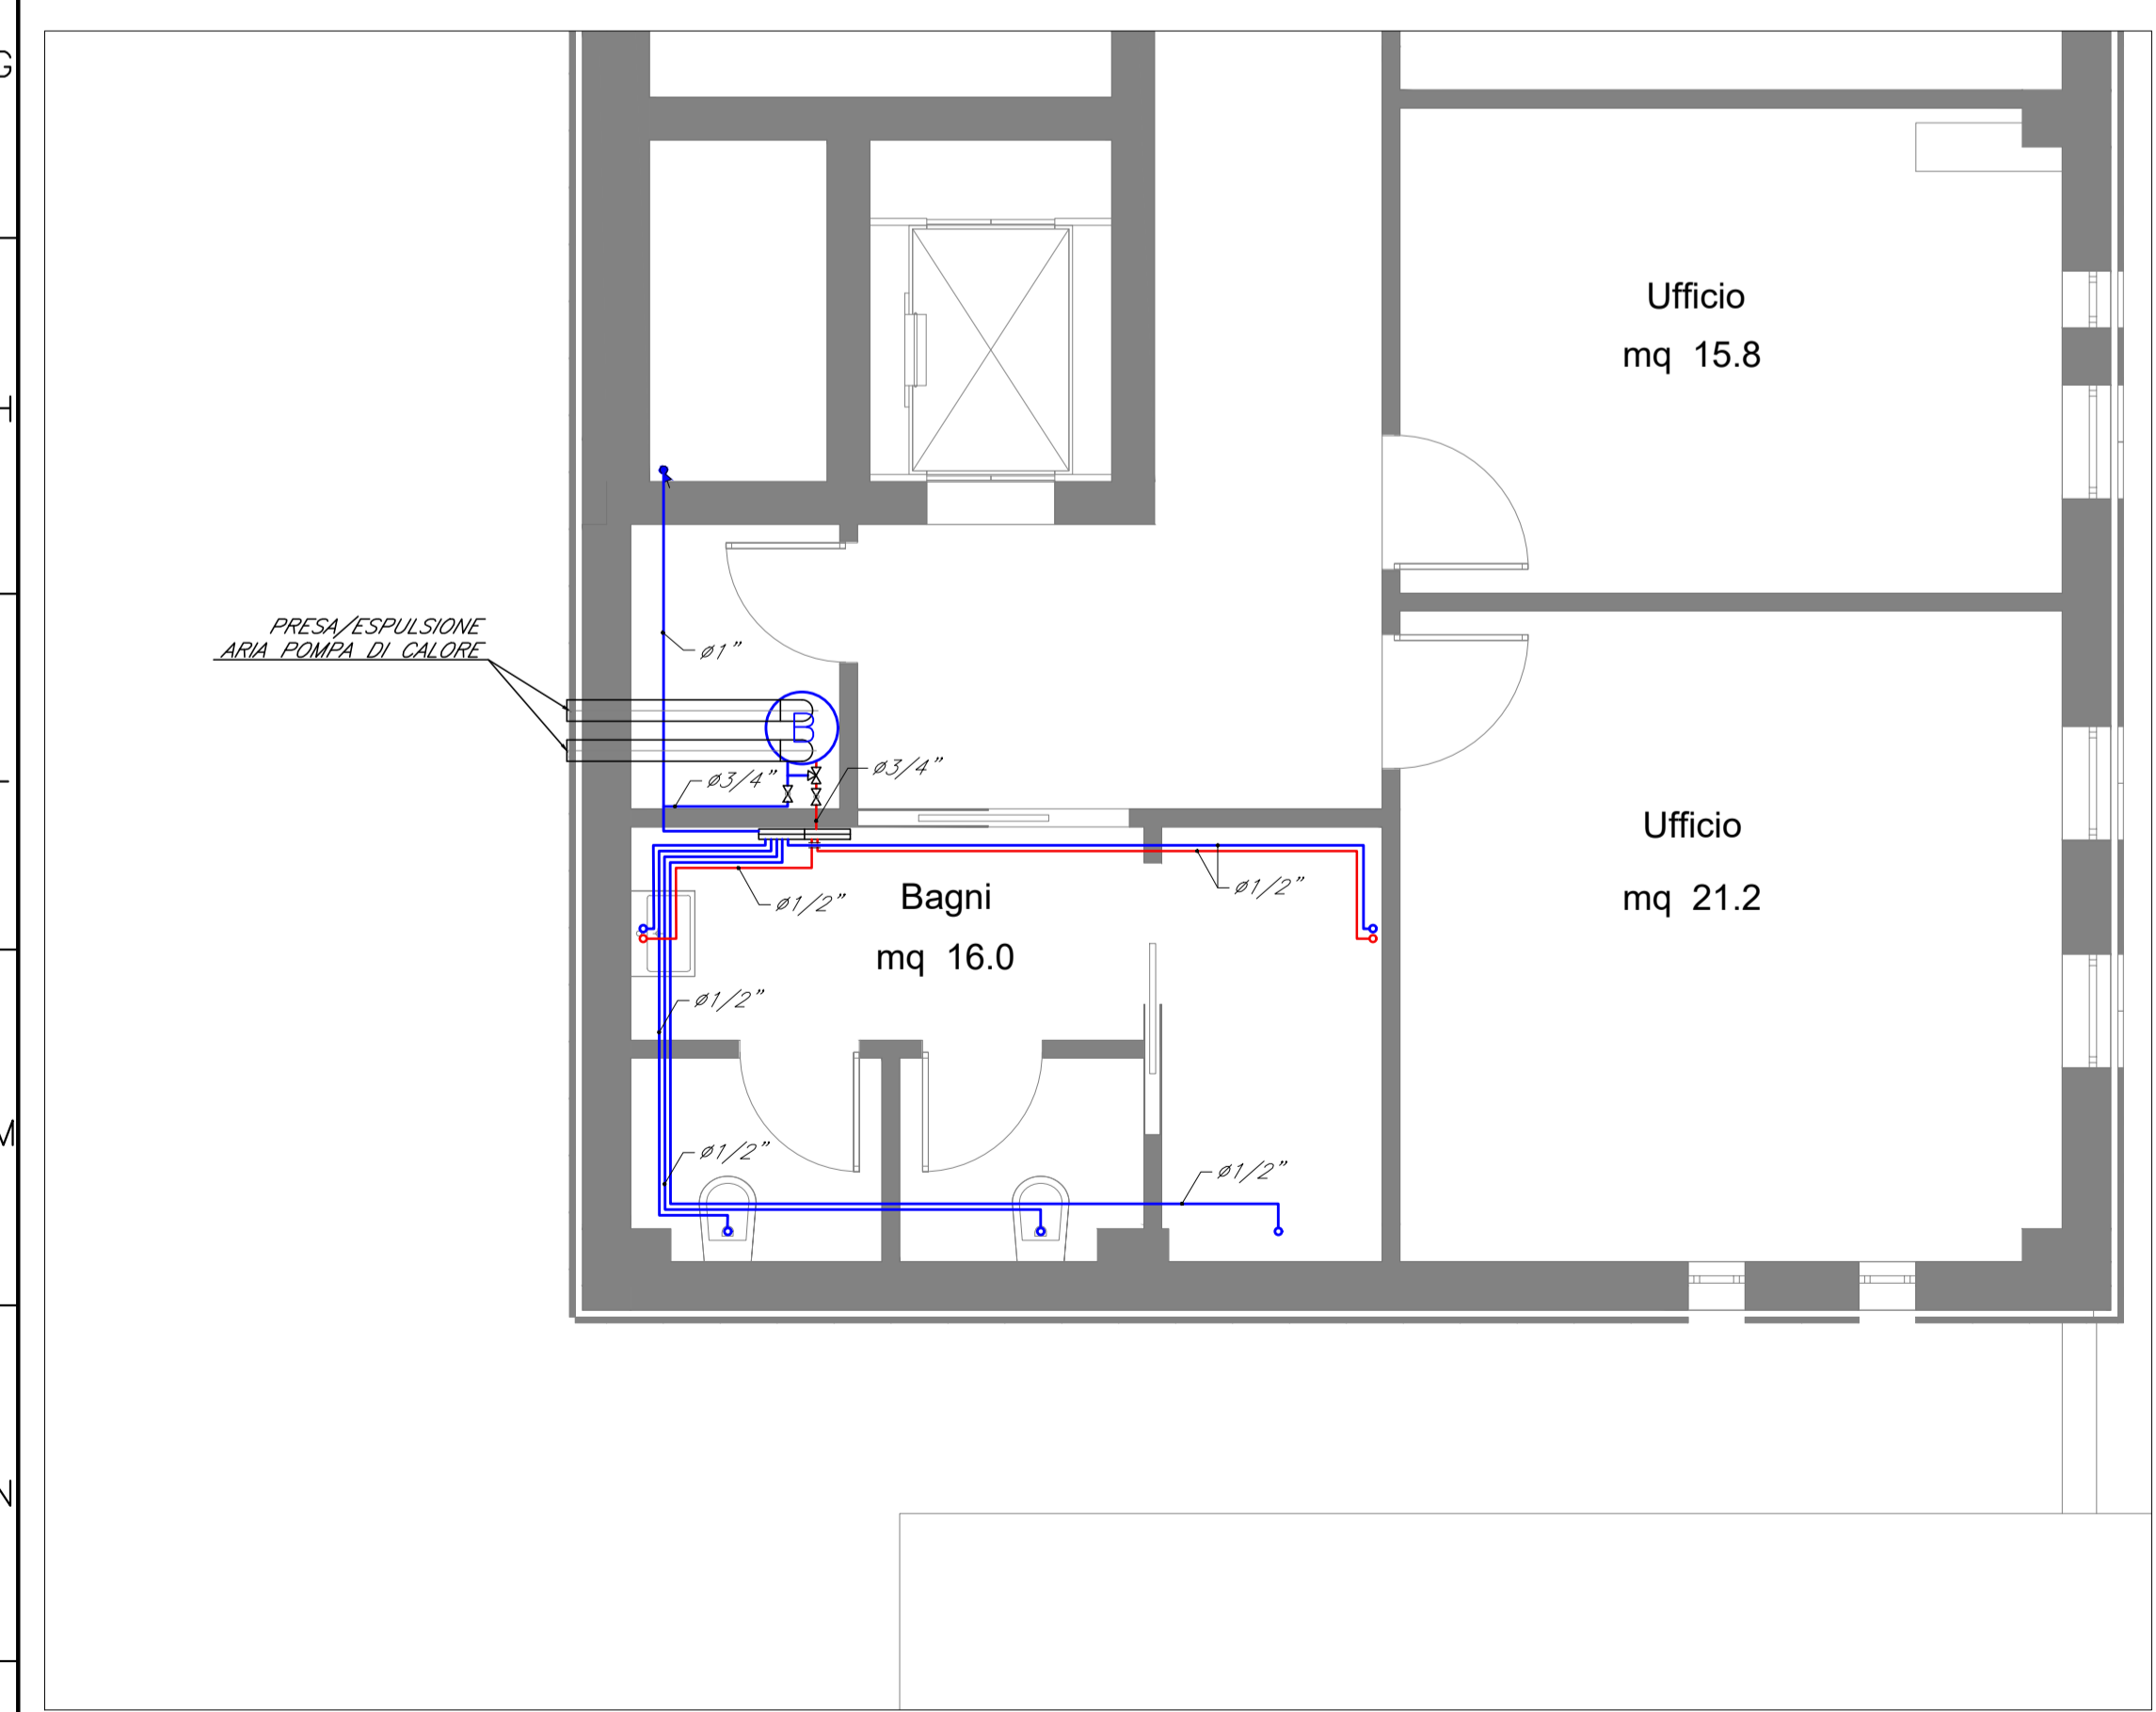 G
H
Ufficio
mq 15.8
PRESA/ESPULSIONE
ARIA POMPA DI CALORE
ø1"
B
ø3/4"
ø3/4"
Ufficio
mq 21.2
Bagni
mq 16.0
ø1/2"
ø1/2"
ø1/2"
ø1/2"
ø1/2"
M
N